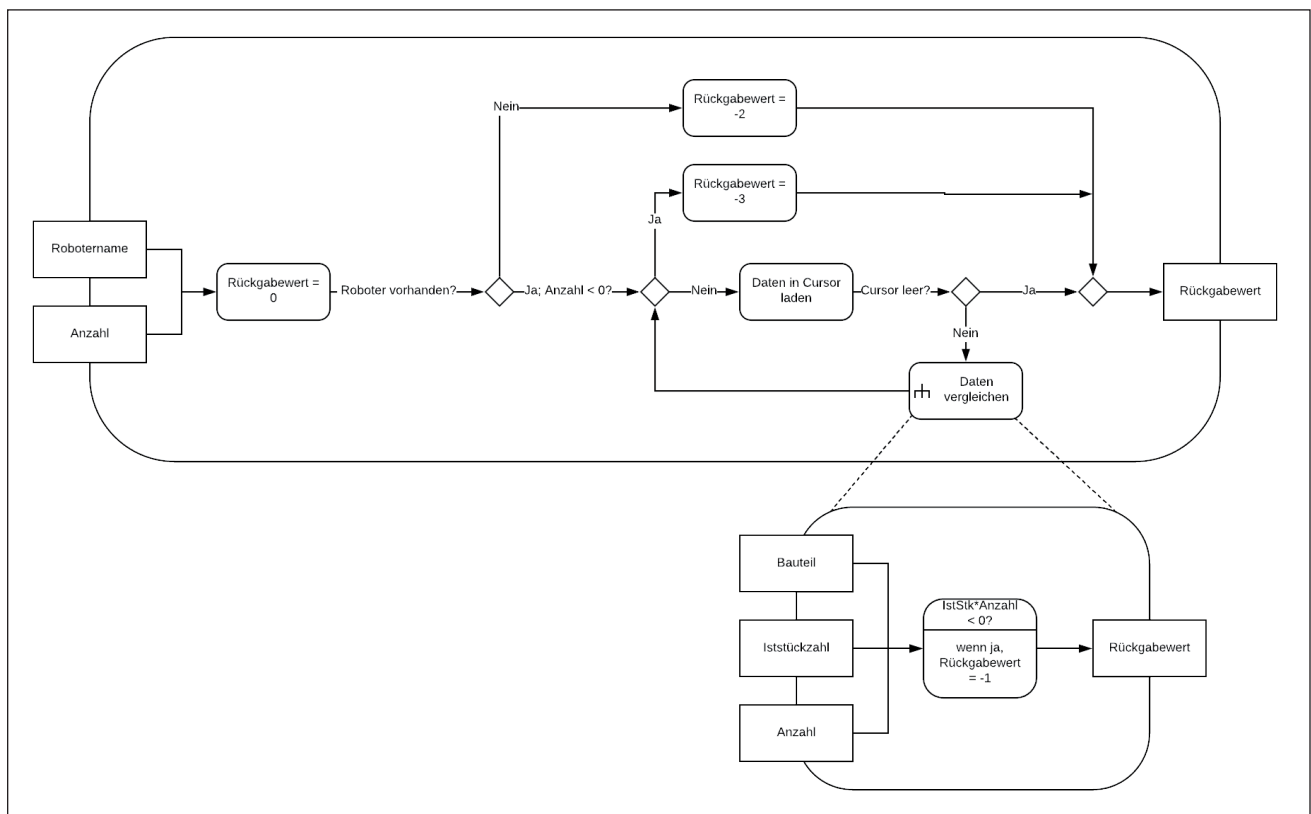 Nein
Rückgabewert =
-2
Rückgabewert =
-3
Ja
Robotername
Anzahl
Rückgabewert =
0
Roboter vorhanden?
Ja; Anzahl < 0?
Nein
Daten in Cursor
laden
Cursor leer?
Ja
Rückgabewert
Nein
Daten
vergleichen
Bauteil
Iststückzahl
Anzahl
IstStk*Anzahl
< 0?
wenn ja,
Rückgabewert
= -1
Rückgabewert